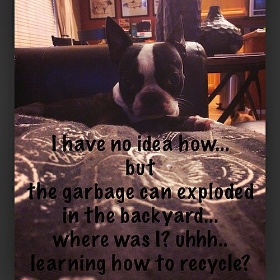 I have no idea how...
but
the garbage can exploded
in the backyard...
where was I? uhhh..
learning how to recycle?